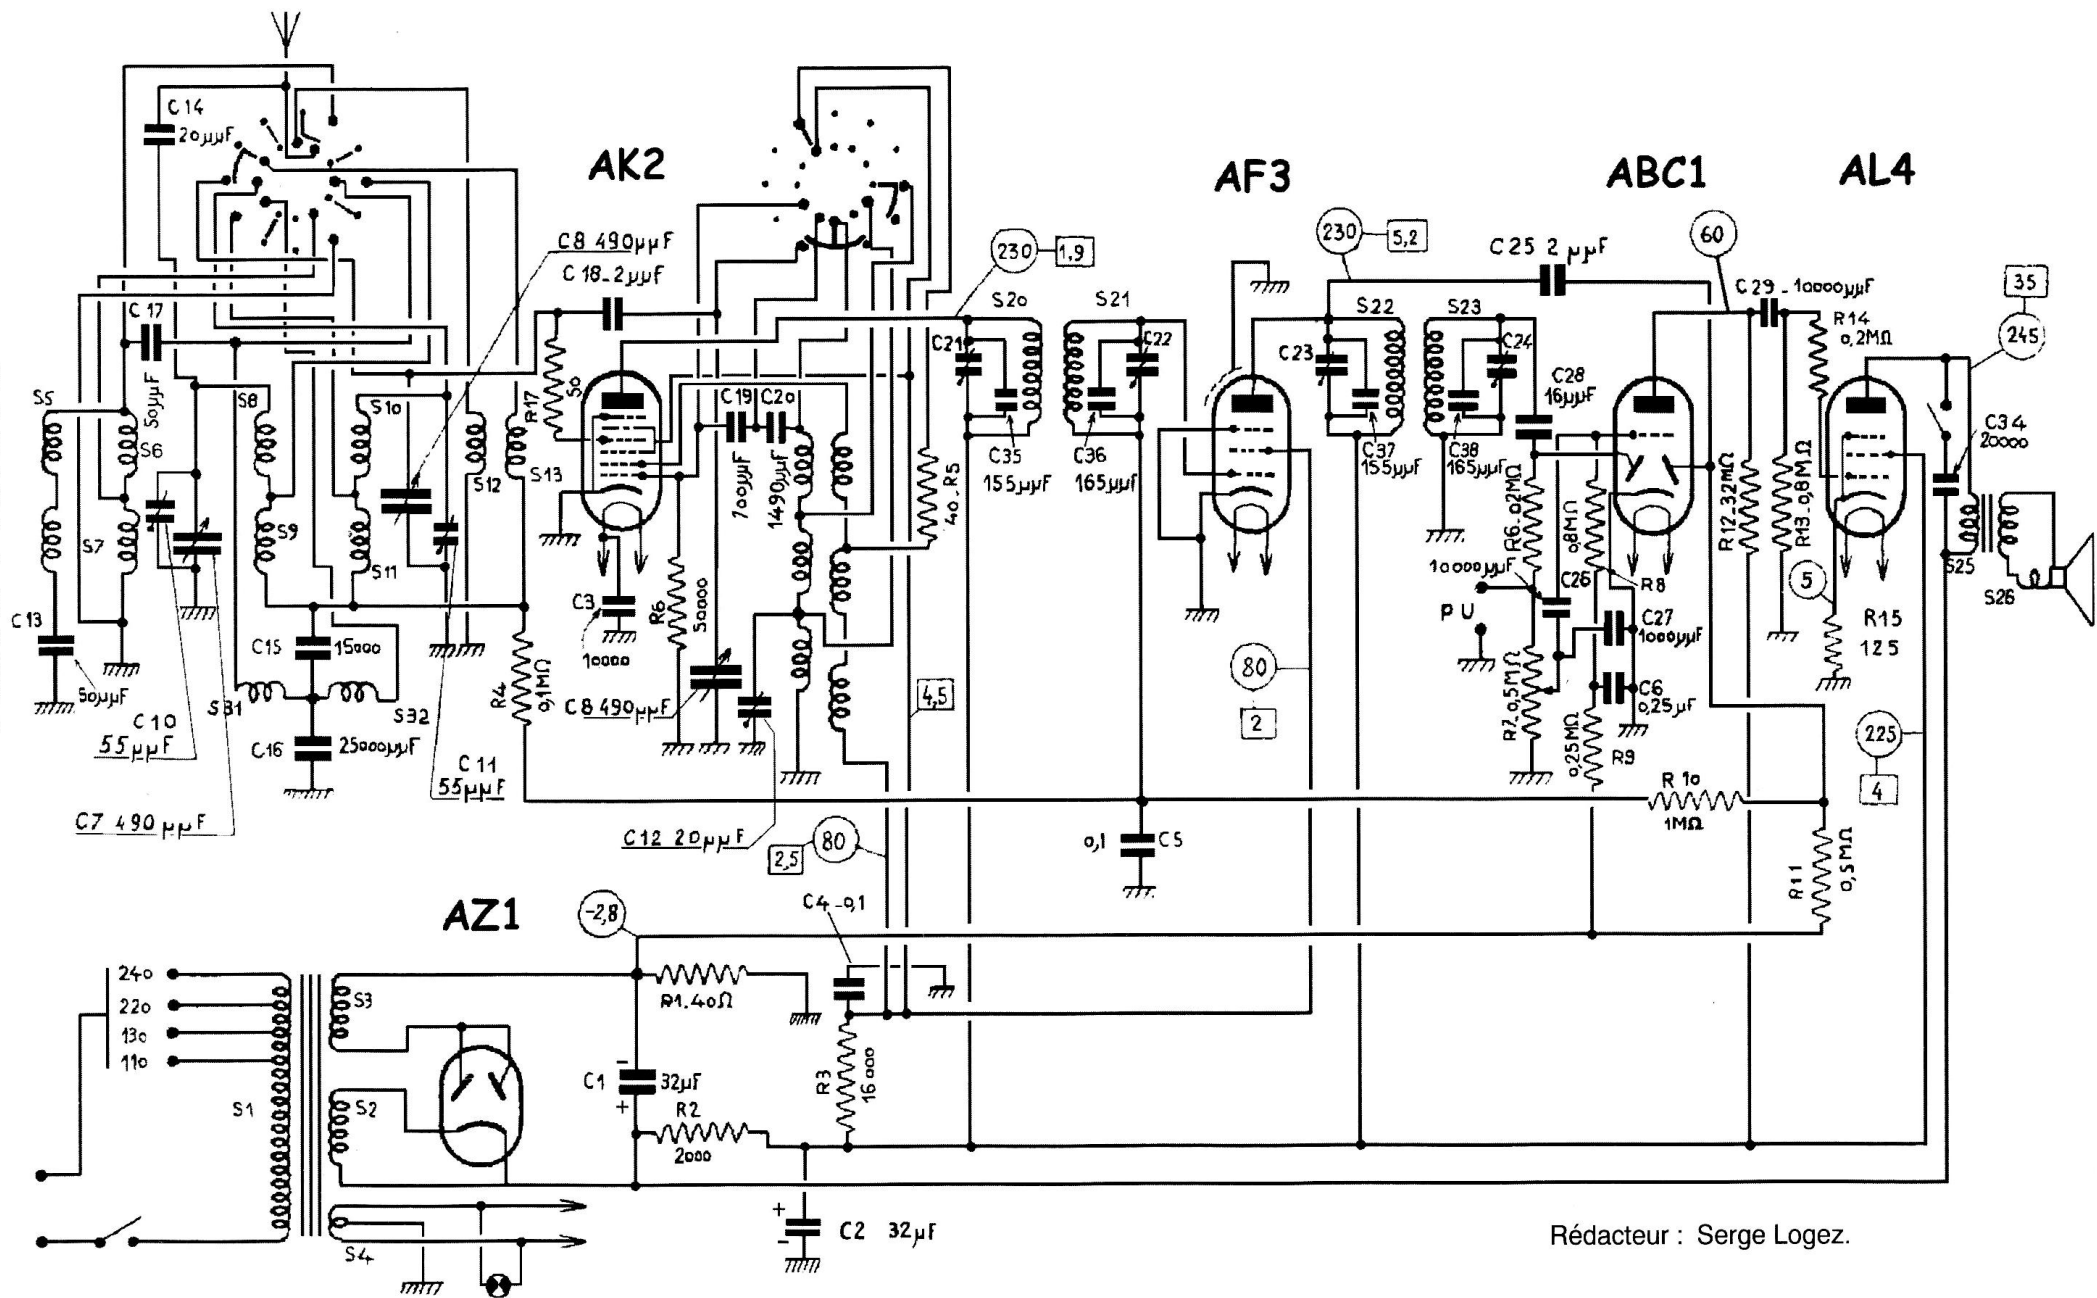 C14
20µµF
AK2
AF3
ABC1
AL4
C8 490µµF
C18-2µµF
230
1,9
230
5,2
C25 2 µµF
60
C29-10000µµF
35
245
C17
50µµF
R17
50
S20
S21
S22
S23
R14
0,2MΩ
C21
C22
C23
C24
S5
S6
S8
S10
C19
C20
C28
16µµF
C34
20000
S12
S13
700µµF
1490µµF
40-R5
C35
155µµF
C36
165µµF
C37
155µµF
C38
165µµF
R6-0,2MΩ
0,8MΩ
R12-32MΩ
R13-0,8MΩ
S7
S9
S11
10000µµF
C26
R8
5
S25
S26
C13
50µµF
C15
15000
C3
10000
R6
50000
PU
C27
1000µµF
R15
125
R4
0,1MΩ
80
2
C8 490µµF
4,5
R7-0,5MΩ
C6
0,25µF
S31
S32
C10
55µµF
C16
25000µµF
C11
55µµF
0,25MΩ
R9
225
4
R10
1MΩ
C7 490µµF
C12 20µµF
2,5
80
0,1
C5
R11
0,5MΩ
AZ1
-2,8
C4-0,1
240
220
130
110
S3
R1.40Ω
C1
-
32µF
+
R3
16000
S1
S2
R2
2000
S4
+
-
C2 32µF
Rédacteur : Serge Logez.